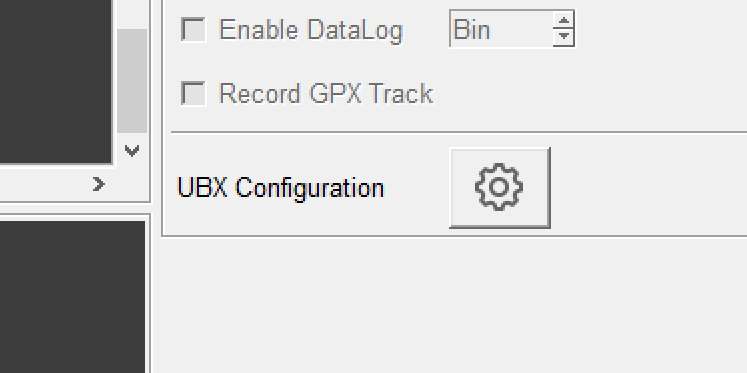 Enable DataLog Bin
Record GPX Track
UBX Configuration